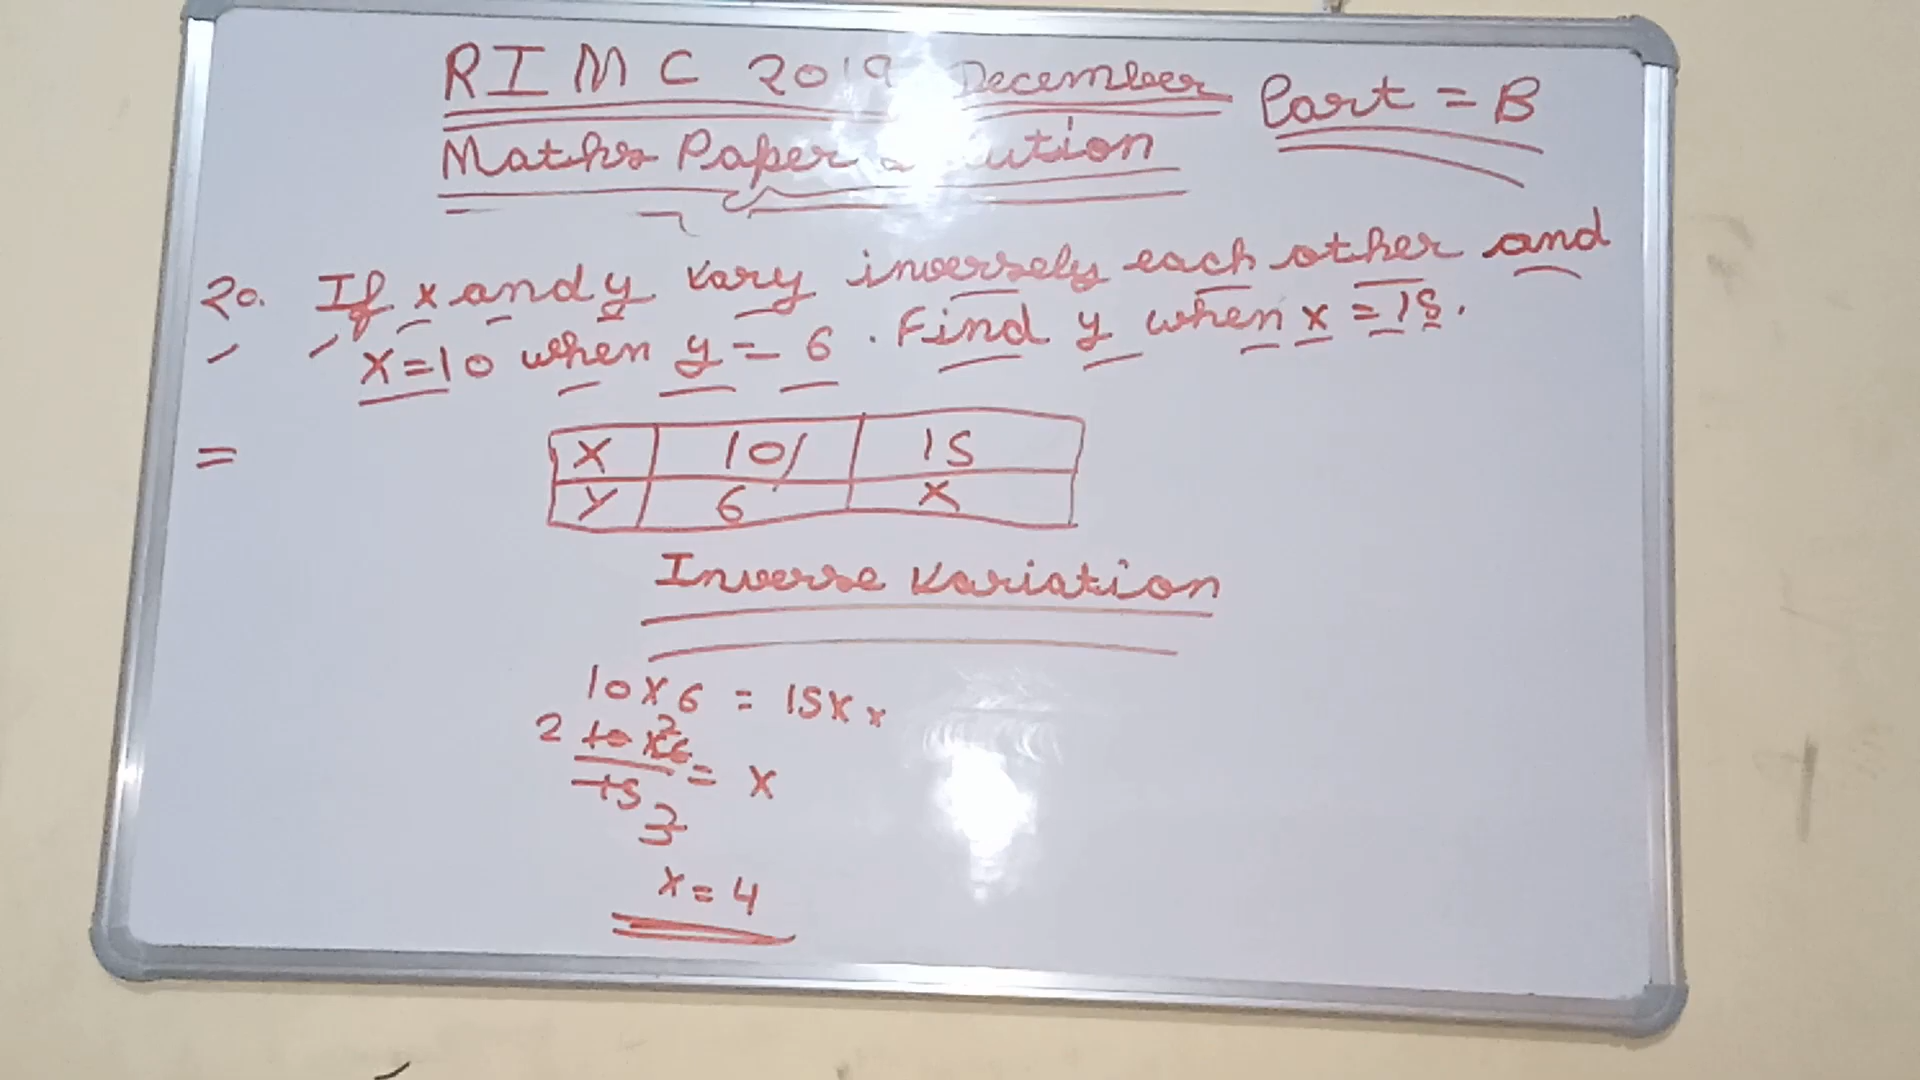 RIMC 2019 December Part = B
Maths Paper
20. If x and y vary inversely each other and
x=10 when y = 6. Find y when x = 15.
=
X 10 15
Y 6 x
Inverse Variation
10 x 6 = 15 x x
2 10 x 6 2 = x
15 3
x = 4